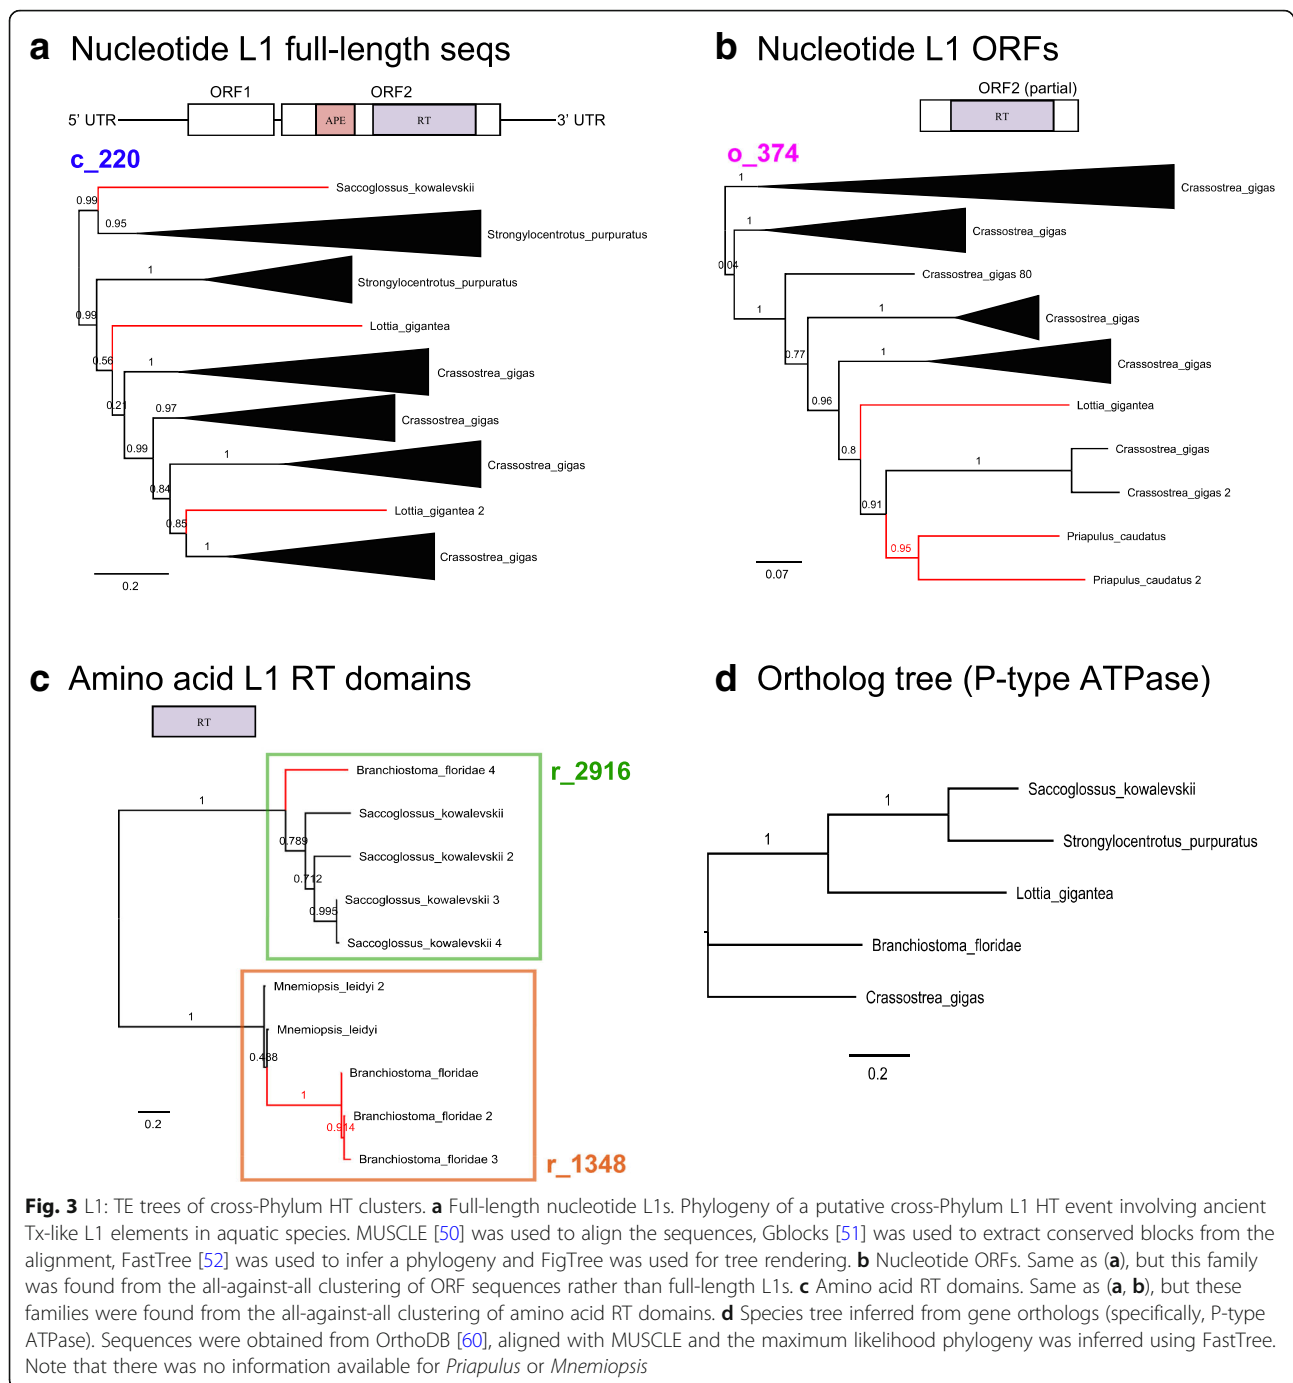 a Nucleotide L1 full-length seqs
ORF1 ORF2
5' UTR APE RT 3' UTR
c_220
Saccoglossus_kowalevskii
0.99
0.95
Strongylocentrotus_purpuratus
1
Strongylocentrotus_purpuratus
0.99
Lottia_gigantea
0.56
1
Crassostrea_gigas
0.21
0.97
Crassostrea_gigas
0.99
1
Crassostrea_gigas
0.84
Lottia_gigantea 2
0.85
1
Crassostrea_gigas
0.2
b Nucleotide L1 ORFs
ORF2 (partial)
RT
o_374
1
Crassostrea_gigas
1
Crassostrea_gigas
0.04
Crassostrea_gigas 80
1
1
Crassostrea_gigas
0.77
1
Crassostrea_gigas
0.96
Lottia_gigantea
0.8
Crassostrea_gigas
1
Crassostrea_gigas 2
0.91
Priapulus_caudatus
0.95
Priapulus_caudatus 2
0.07
c Amino acid L1 RT domains
RT
r_2916
Branchiostoma_floridae 4
1
Saccoglossus_kowalevskii
0.789
Saccoglossus_kowalevskii 2
0.712
Saccoglossus_kowalevskii 3
0.995
Saccoglossus_kowalevskii 4
Mnemiopsis_leidyi 2
1
Mnemiopsis_leidyi
0.488
Branchiostoma_floridae
1
Branchiostoma_floridae 2
0.914
Branchiostoma_floridae 3
0.2
r_1348
d Ortholog tree (P-type ATPase)
Saccoglossus_kowalevskii
1
Strongylocentrotus_purpuratus
1
Lottia_gigantea
Branchiostoma_floridae
Crassostrea_gigas
0.2
Fig. 3 L1: TE trees of cross-Phylum HT clusters. a Full-length nucleotide L1s. Phylogeny of a putative cross-Phylum L1 HT event involving ancient
Tx-like L1 elements in aquatic species. MUSCLE [50] was used to align the sequences, Gblocks [51] was used to extract conserved blocks from the
alignment, FastTree [52] was used to infer a phylogeny and FigTree was used for tree rendering. b Nucleotide ORFs. Same as (a), but this family
was found from the all-against-all clustering of ORF sequences rather than full-length L1s. c Amino acid RT domains. Same as (a, b), but these
families were found from the all-against-all clustering of amino acid RT domains. d Species tree inferred from gene orthologs (specifically, P-type
ATPase). Sequences were obtained from OrthoDB [60], aligned with MUSCLE and the maximum likelihood phylogeny was inferred using FastTree.
Note that there was no information available for Priapulus or Mnemiopsis